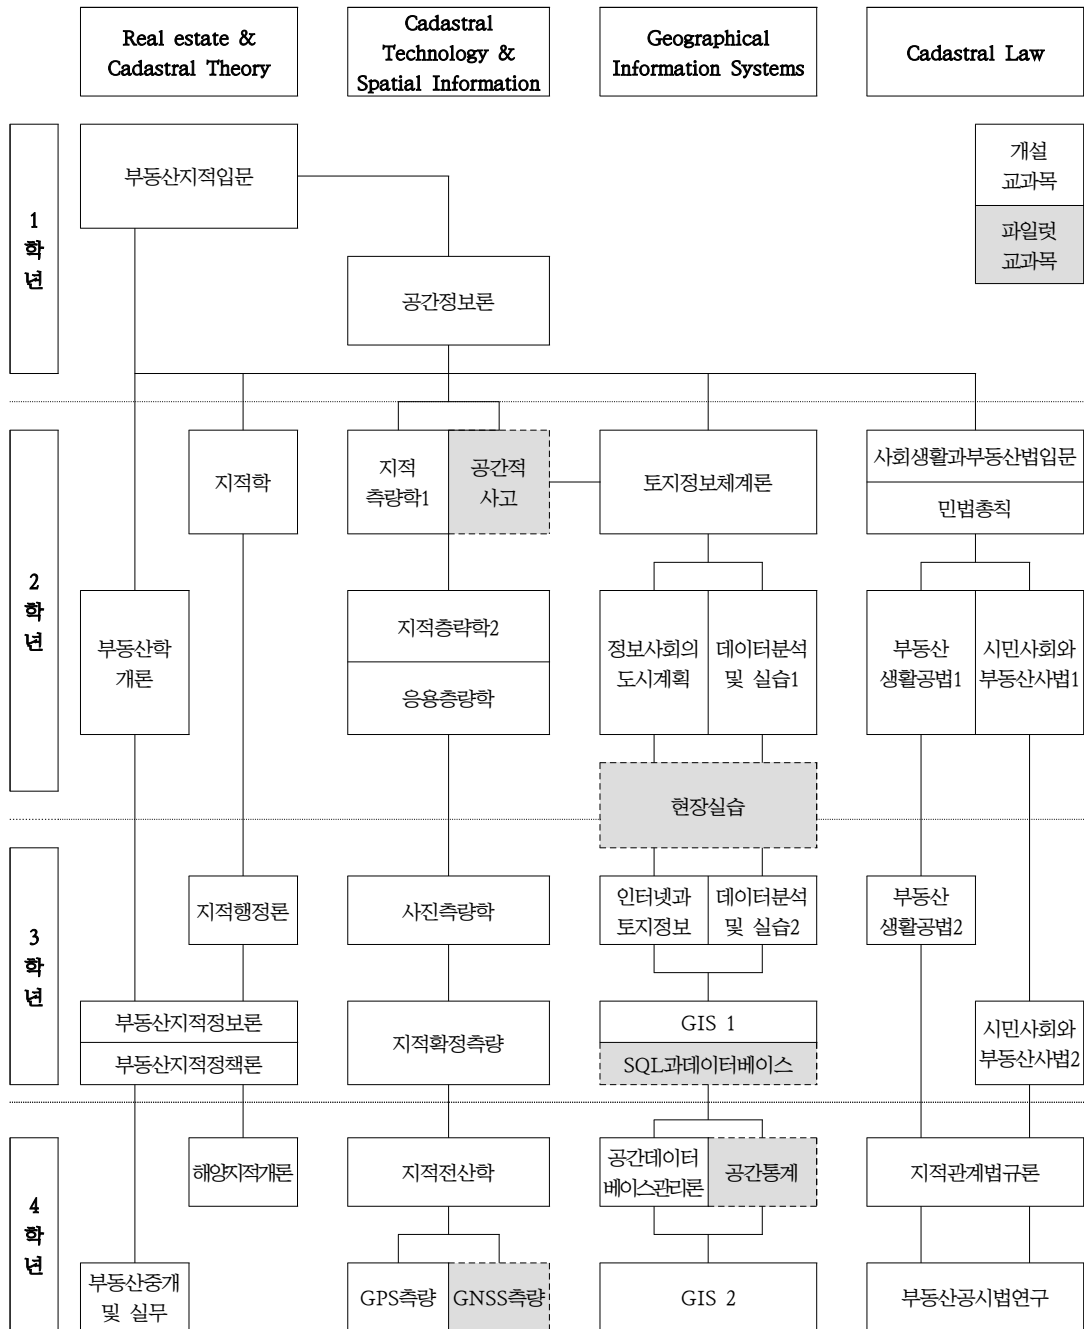 Real estate &
Cadastral Theory
Cadastral
Technology &
Spatial Information
Geographical
Information Systems
Cadastral Law
1
학
년
부동산지적입문
개설
교과목
파일럿
교과목
공간정보론
2
학
년
지적학
지적
측량학1
공간적
사고
토지정보체계론
사회생활과부동산법입문
민법총칙
부동산학
개론
지적층략학2
응용층량학
정보사회의
도시계획
데이터분석
및 실습1
부동산
생활공법1
시민사회와
부동산사법1
현장실습
3
학
년
지적행정론
사진측량학
인터넷과
토지정보
데이터분석
및 실습2
부동산
생활공법2
부동산지적정보론
부동산지적정책론
지적확정측량
GIS 1
SQL과데이터베이스
시민사회와
부동산사법2
4
학
년
해양지적개론
지적전산학
공간데이터
베이스관리론
공간통계
지적관계법규론
부동산중개
및 실무
GPS측량
GNSS측량
GIS 2
부동산공시법연구